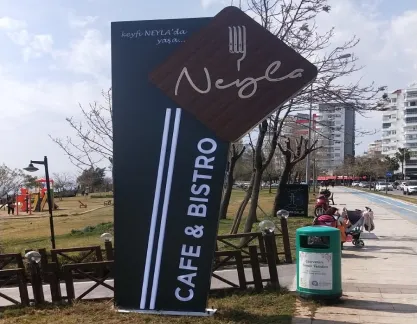 keyfi NEYLA'da
yaşa...
Neyla
CAFE & BISTRO